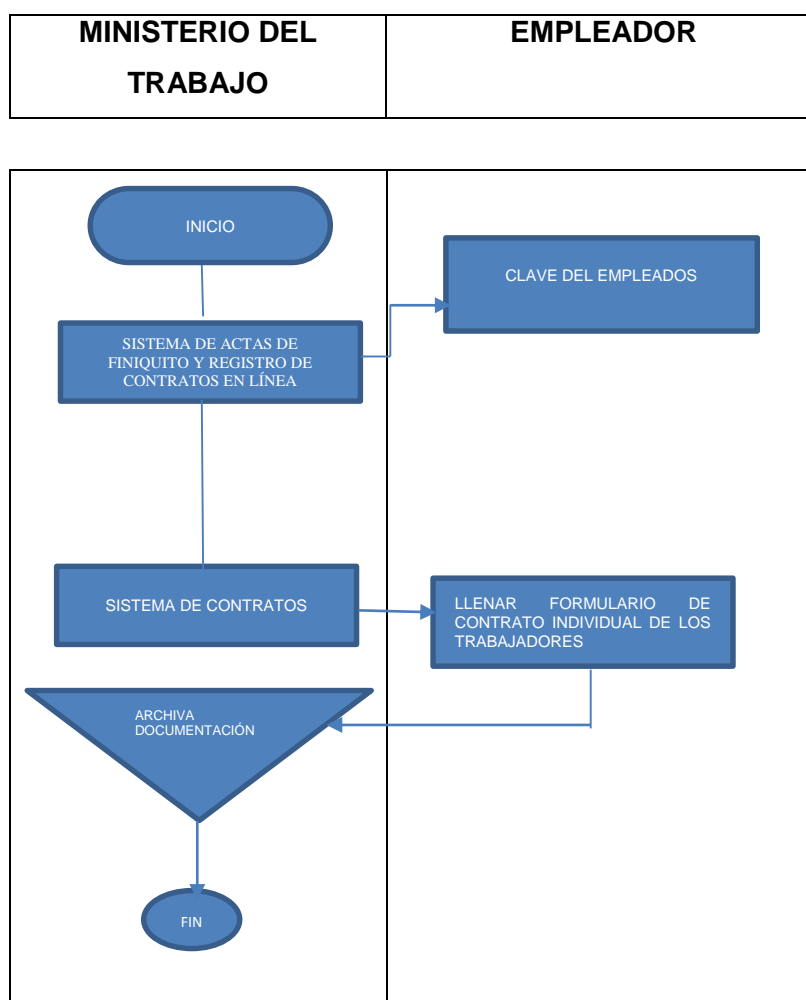 MINISTERIO DEL
TRABAJO
EMPLEADOR
INICIO
CLAVE DEL EMPLEADOS
SISTEMA DE ACTAS DE
FINIQUITO Y REGISTRO DE
CONTRATOS EN LÍNEA
SISTEMA DE CONTRATOS
LLENAR FORMULARIO DE
CONTRATO INDIVIDUAL DE LOS
TRABAJADORES
ARCHIVA
DOCUMENTACIÓN
FIN